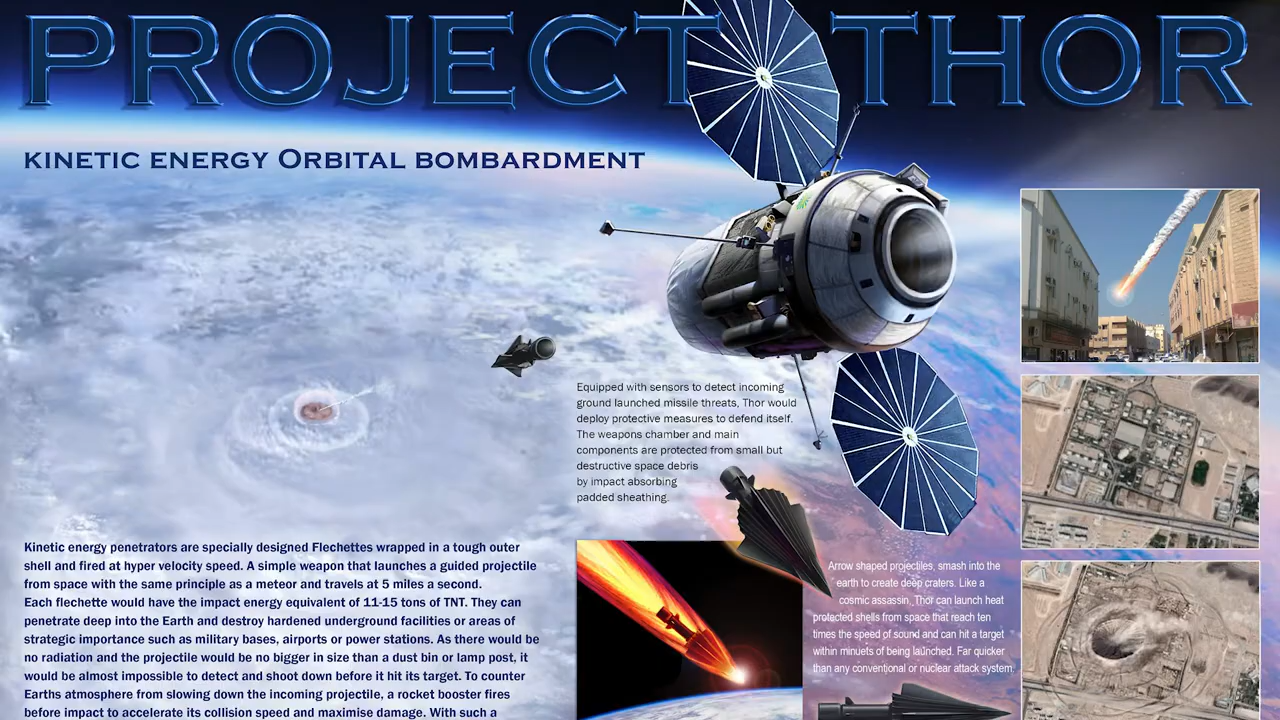 PROJECT THOR
KINETIC ENERGY ORBITAL BOMBARDMENT
Equipped with sensors to detect incoming
ground launched missile threats, Thor would
deploy protective measures to defend itself.
The weapons chamber and main
components are protected from small but
destructive space debris
by impact absorbing
padded sheathing.
Kinetic energy penetrators are specially designed Flechettes wrapped in a tough outer
shell and fired at hyper velocity speed. A simple weapon that launches a guided projectile
from space with the same principle as a meteor and travels at 5 miles a second.
Each flechette would have the impact energy equivalent of 11-15 tons of TNT. They can
penetrate deep into the Earth and destroy hardened underground facilities or areas of
strategic importance such as military bases, airports or power stations. As there would be
no radiation and the projectile would be no bigger in size than a dust bin or lamp post, it
would be almost impossible to detect and shoot down before it hit its target. To counter
Earths atmosphere from slowing down the incoming projectile, a rocket booster fires
before impact to accelerate its collision speed and maximise damage. With such a
Arrow shaped projectiles, smash into the
earth to create deep craters. Like a
cosmic assassin, Thor can launch heat
protected shells from space that reach ten
times the speed of sound and can hit a target
within minuets of being launched. Far quicker
than any conventional or nuclear attack system.